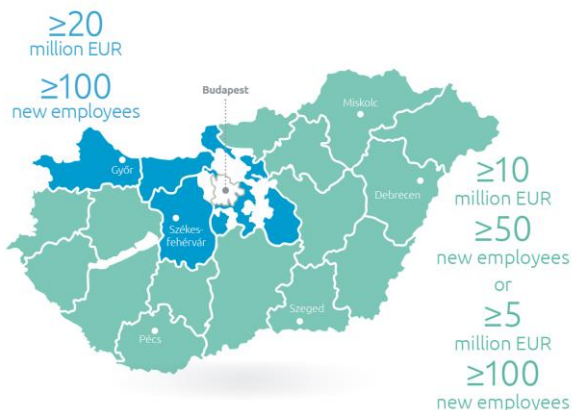 ≥20
million EUR
≥100
new employees
Budapest
Miskolc
Győr
Debrecen
Székes-
fehérvár
Szeged
Pécs
≥10
million EUR
≥50
new employees
or
≥5
million EUR
≥100
new employees